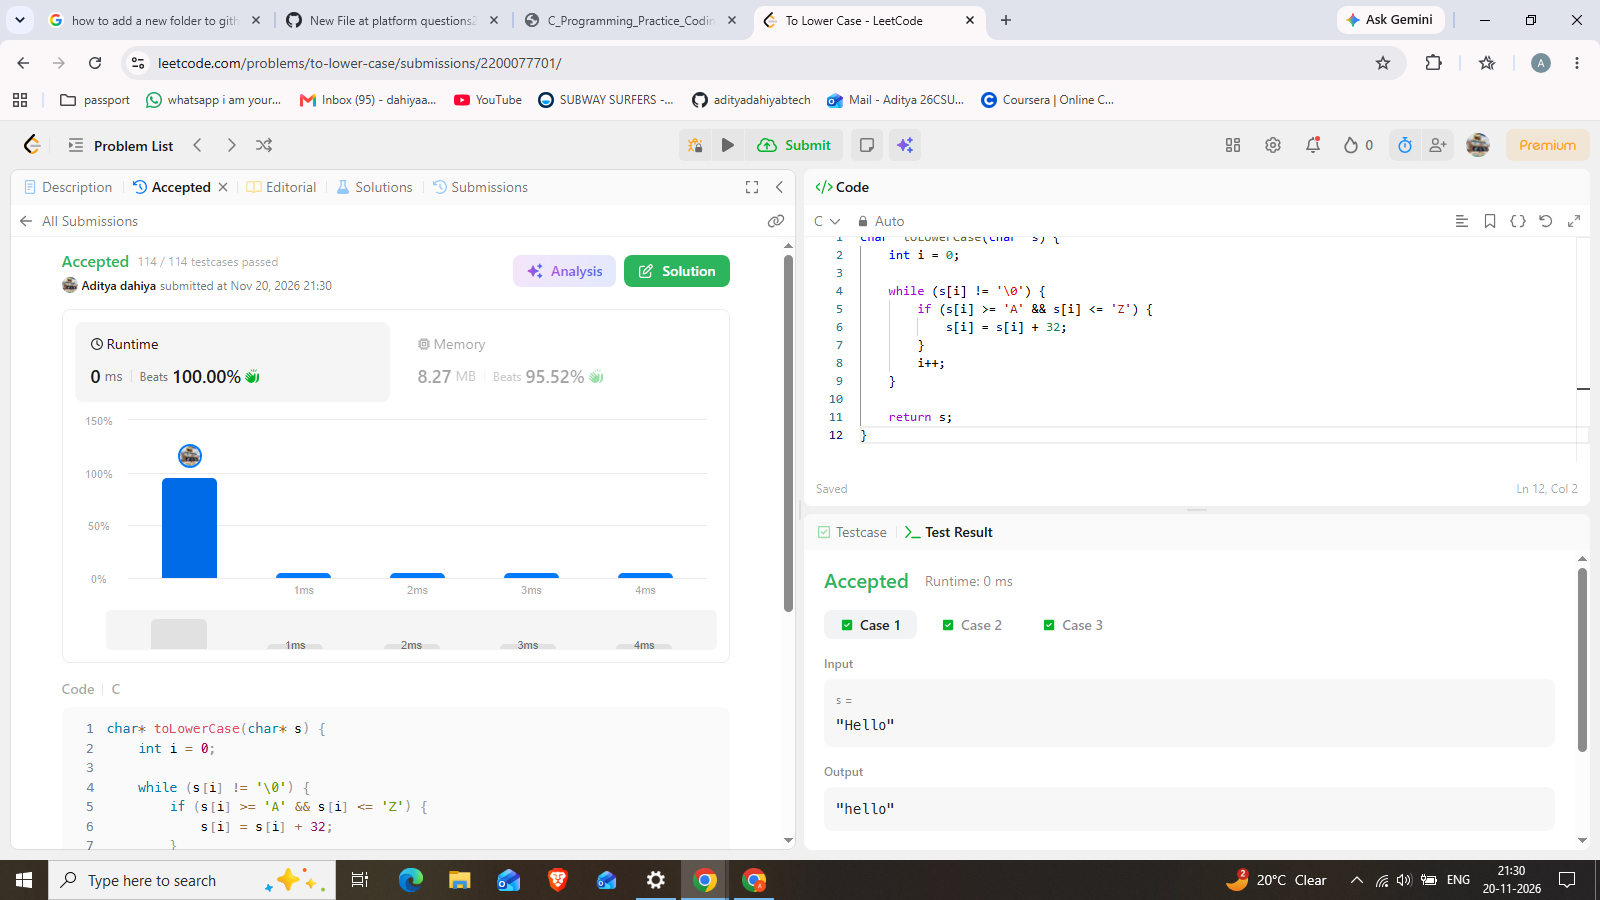 how to add a new folder to gith
New File at platform questions2
C_Programming_Practice_Codin
To Lower Case - LeetCode
Ask Gemini
leetcode.com/problems/to-lower-case/submissions/2200077701/
A
passport
whatsapp i am your...
Inbox (95) - dahiyaa...
YouTube
SUBWAY SURFERS -...
adityadahiyabtech
Mail - Aditya 26CSU...
Coursera | Online C...
Problem List
Submit
0
Premium
Description
Accepted
Editorial
Solutions
Submissions
All Submissions
Accepted 114 / 114 testcases passed
Aditya dahiya submitted at Nov 20, 2026 21:30
Analysis
Solution
Runtime
0 ms | Beats 100.00%
Memory
8.27 MB | Beats 95.52%
150%
100%
50%
0%
1ms 2ms 3ms 4ms
1ms 2ms 3ms 4ms
Code | C
1 char* toLowerCase(char* s) {
2 int i = 0;
3
4 while (s[i] != '\0') {
5 if (s[i] >= 'A' && s[i] <= 'Z') {
6 s[i] = s[i] + 32;
7 }
Code
C
Auto
1 char* toLowerCase(char* s) {
2 int i = 0;
3
4 while (s[i] != '\0') {
5 if (s[i] >= 'A' && s[i] <= 'Z') {
6 s[i] = s[i] + 32;
7 }
8 i++;
9 }
10
11 return s;
12 }
Saved
Ln 12, Col 2
Testcase
Test Result
Accepted Runtime: 0 ms
Case 1
Case 2
Case 3
Input
s =
"Hello"
Output
"hello"
Type here to search
2
20°C Clear
ENG
21:30
20-11-2026